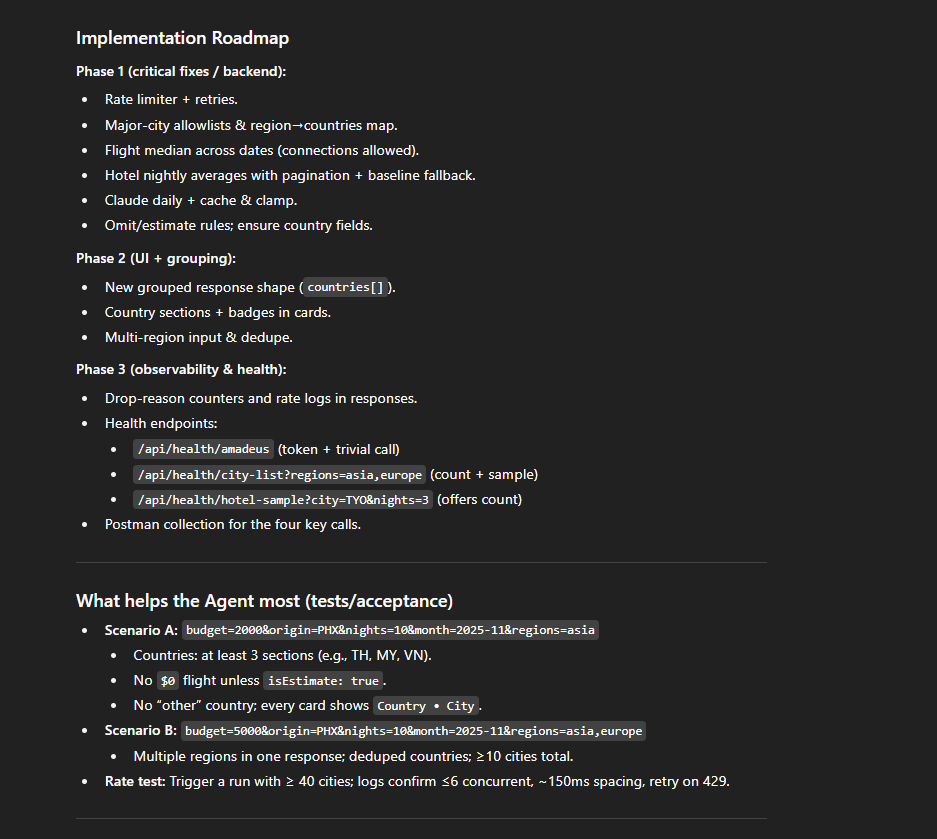 Implementation Roadmap
Phase 1 (critical fixes / backend):
• Rate limiter + retries.
• Major-city allowlists & region→countries map.
• Flight median across dates (connections allowed).
• Hotel nightly averages with pagination + baseline fallback.
• Claude daily + cache & clamp.
• Omit/estimate rules; ensure country fields.
Phase 2 (UI + grouping):
• New grouped response shape (countries[]).
• Country sections + badges in cards.
• Multi-region input & dedupe.
Phase 3 (observability & health):
• Drop-reason counters and rate logs in responses.
• Health endpoints:
• /api/health/amadeus (token + trivial call)
• /api/health/city-list?regions=asia,europe (count + sample)
• /api/health/hotel-sample?city=TYO&nights=3 (offers count)
• Postman collection for the four key calls.
What helps the Agent most (tests/acceptance)
• Scenario A: budget=2000&origin=PHX&nights=10&month=2025-11&regions=asia
• Countries: at least 3 sections (e.g., TH, MY, VN).
• No $0 flight unless isEstimate: true.
• No “other” country; every card shows Country • City.
• Scenario B: budget=5000&origin=PHX&nights=10&month=2025-11&regions=asia,europe
• Multiple regions in one response; deduped countries; ≥10 cities total.
• Rate test: Trigger a run with ≥ 40 cities; logs confirm ≤6 concurrent, ~150ms spacing, retry on 429.